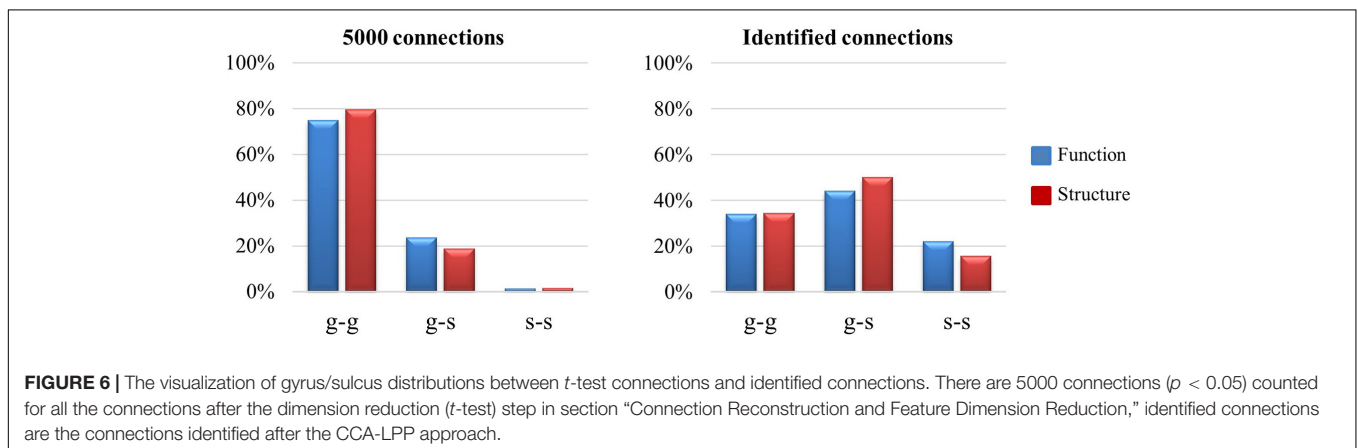 5000 connections
100%
80%
60%
40%
20%
0%
g-g g-s s-s
Identified connections
100%
80%
60%
40%
20%
0%
g-g g-s s-s
Function
Structure
FIGURE 6 | The visualization of gyrus/sulcus distributions between t-test connections and identified connections. There are 5000 connections (p < 0.05) counted
for all the connections after the dimension reduction (t-test) step in section “Connection Reconstruction and Feature Dimension Reduction,” identified connections
are the connections identified after the CCA-LPP approach.